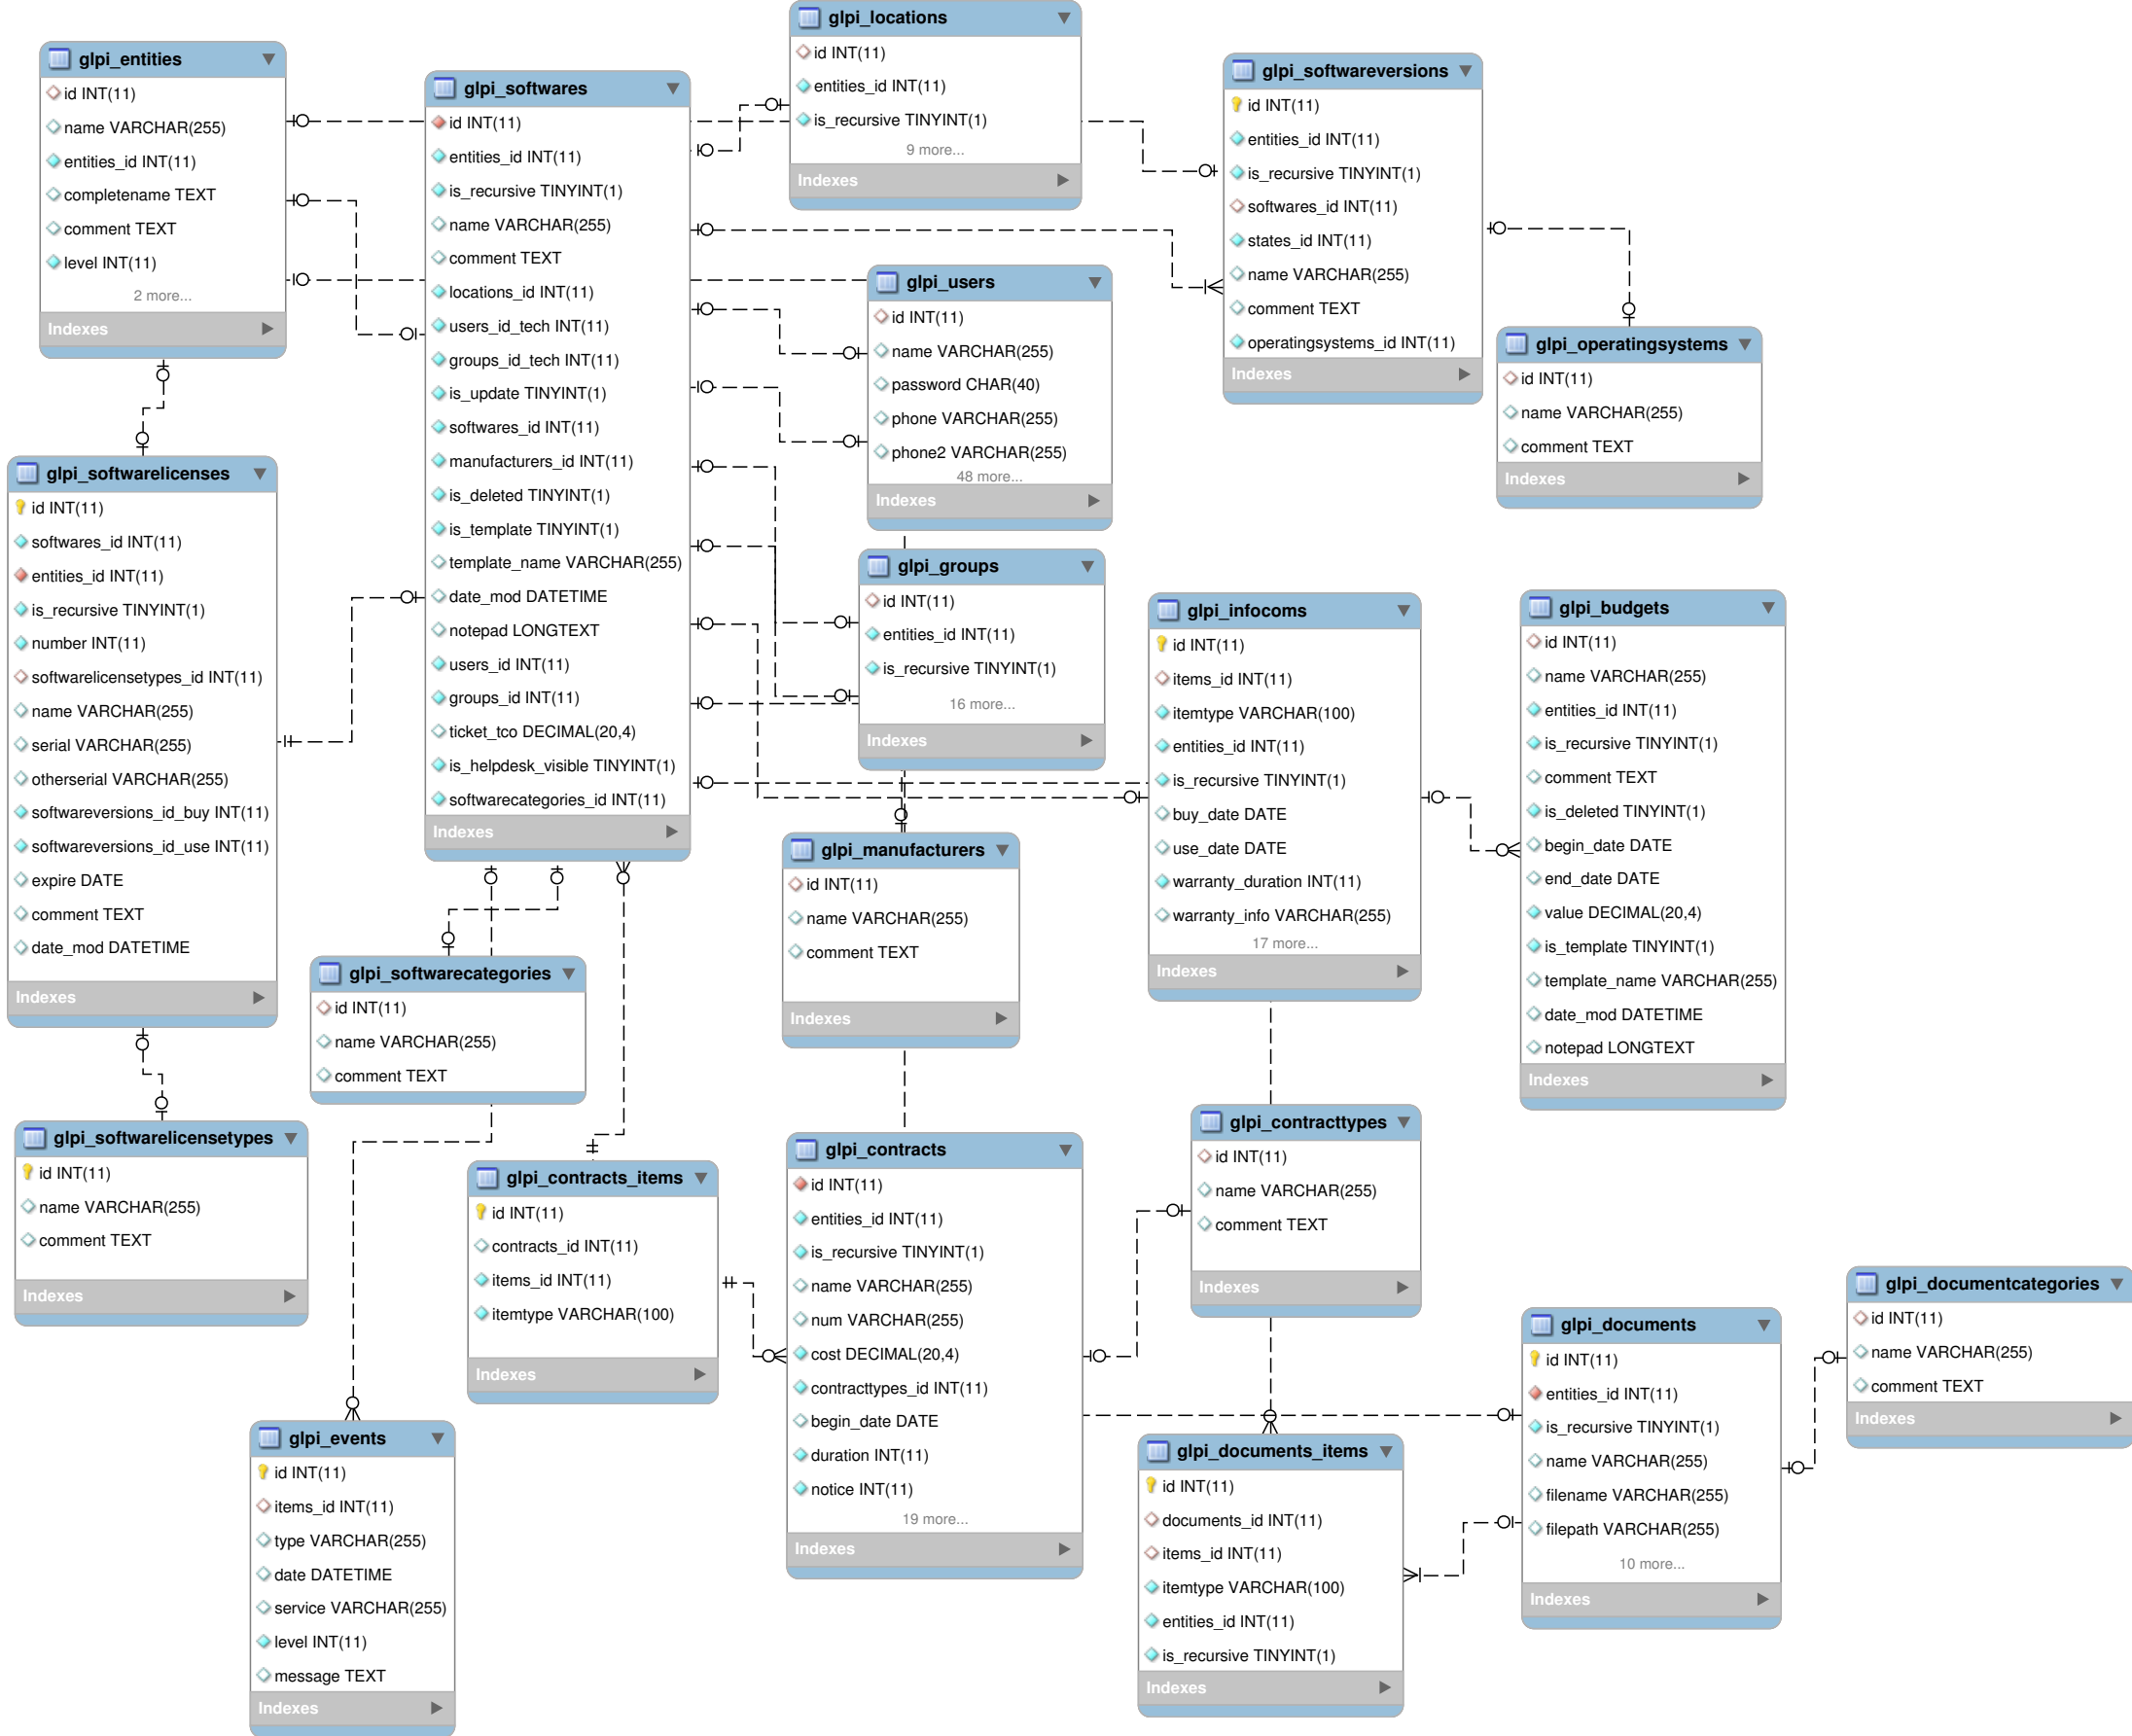 glpi_entities
id INT(11)
name VARCHAR(255)
entities_id INT(11)
completename TEXT
comment TEXT
level INT(11)
2 more...
Indexes
glpi_softwares
id INT(11)
entities_id INT(11)
is_recursive TINYINT(1)
name VARCHAR(255)
comment TEXT
locations_id INT(11)
users_id_tech INT(11)
groups_id_tech INT(11)
is_update TINYINT(1)
softwares_id INT(11)
manufacturers_id INT(11)
is_deleted TINYINT(1)
is_template TINYINT(1)
template_name VARCHAR(255)
date_mod DATETIME
notepad LONGTEXT
users_id INT(11)
groups_id INT(11)
ticket_tco DECIMAL(20,4)
is_helpdesk_visible TINYINT(1)
softwarecategories_id INT(11)
Indexes
glpi_locations
id INT(11)
entities_id INT(11)
is_recursive TINYINT(1)
9 more...
Indexes
glpi_softwareversions
id INT(11)
entities_id INT(11)
is_recursive TINYINT(1)
softwares_id INT(11)
states_id INT(11)
name VARCHAR(255)
comment TEXT
operatingsystems_id INT(11)
Indexes
glpi_users
id INT(11)
name VARCHAR(255)
password CHAR(40)
phone VARCHAR(255)
phone2 VARCHAR(255)
48 more...
Indexes
glpi_operatingsystems
id INT(11)
name VARCHAR(255)
comment TEXT
Indexes
glpi_softwarelicenses
id INT(11)
softwares_id INT(11)
entities_id INT(11)
is_recursive TINYINT(1)
number INT(11)
softwarelicensetypes_id INT(11)
name VARCHAR(255)
serial VARCHAR(255)
otherserial VARCHAR(255)
softwareversions_id_buy INT(11)
softwareversions_id_use INT(11)
expire DATE
comment TEXT
date_mod DATETIME
Indexes
glpi_groups
id INT(11)
entities_id INT(11)
is_recursive TINYINT(1)
16 more...
Indexes
glpi_infocoms
id INT(11)
items_id INT(11)
itemtype VARCHAR(100)
entities_id INT(11)
is_recursive TINYINT(1)
buy_date DATE
use_date DATE
warranty_duration INT(11)
warranty_info VARCHAR(255)
17 more...
Indexes
glpi_budgets
id INT(11)
name VARCHAR(255)
entities_id INT(11)
is_recursive TINYINT(1)
comment TEXT
is_deleted TINYINT(1)
begin_date DATE
end_date DATE
value DECIMAL(20,4)
is_template TINYINT(1)
template_name VARCHAR(255)
date_mod DATETIME
notepad LONGTEXT
Indexes
glpi_manufacturers
id INT(11)
name VARCHAR(255)
comment TEXT
Indexes
glpi_softwarecategories
id INT(11)
name VARCHAR(255)
comment TEXT
glpi_softwarelicensetypes
id INT(11)
name VARCHAR(255)
comment TEXT
Indexes
glpi_contracts_items
id INT(11)
contracts_id INT(11)
items_id INT(11)
itemtype VARCHAR(100)
Indexes
glpi_contracts
id INT(11)
entities_id INT(11)
is_recursive TINYINT(1)
name VARCHAR(255)
num VARCHAR(255)
cost DECIMAL(20,4)
contracttypes_id INT(11)
begin_date DATE
duration INT(11)
notice INT(11)
19 more...
Indexes
glpi_contracttypes
id INT(11)
name VARCHAR(255)
comment TEXT
Indexes
glpi_documentcategories
id INT(11)
name VARCHAR(255)
comment TEXT
Indexes
glpi_documents
id INT(11)
entities_id INT(11)
is_recursive TINYINT(1)
name VARCHAR(255)
filename VARCHAR(255)
filepath VARCHAR(255)
10 more...
Indexes
glpi_events
id INT(11)
items_id INT(11)
type VARCHAR(255)
date DATETIME
service VARCHAR(255)
level INT(11)
message TEXT
Indexes
glpi_documents_items
id INT(11)
documents_id INT(11)
items_id INT(11)
itemtype VARCHAR(100)
entities_id INT(11)
is_recursive TINYINT(1)
Indexes